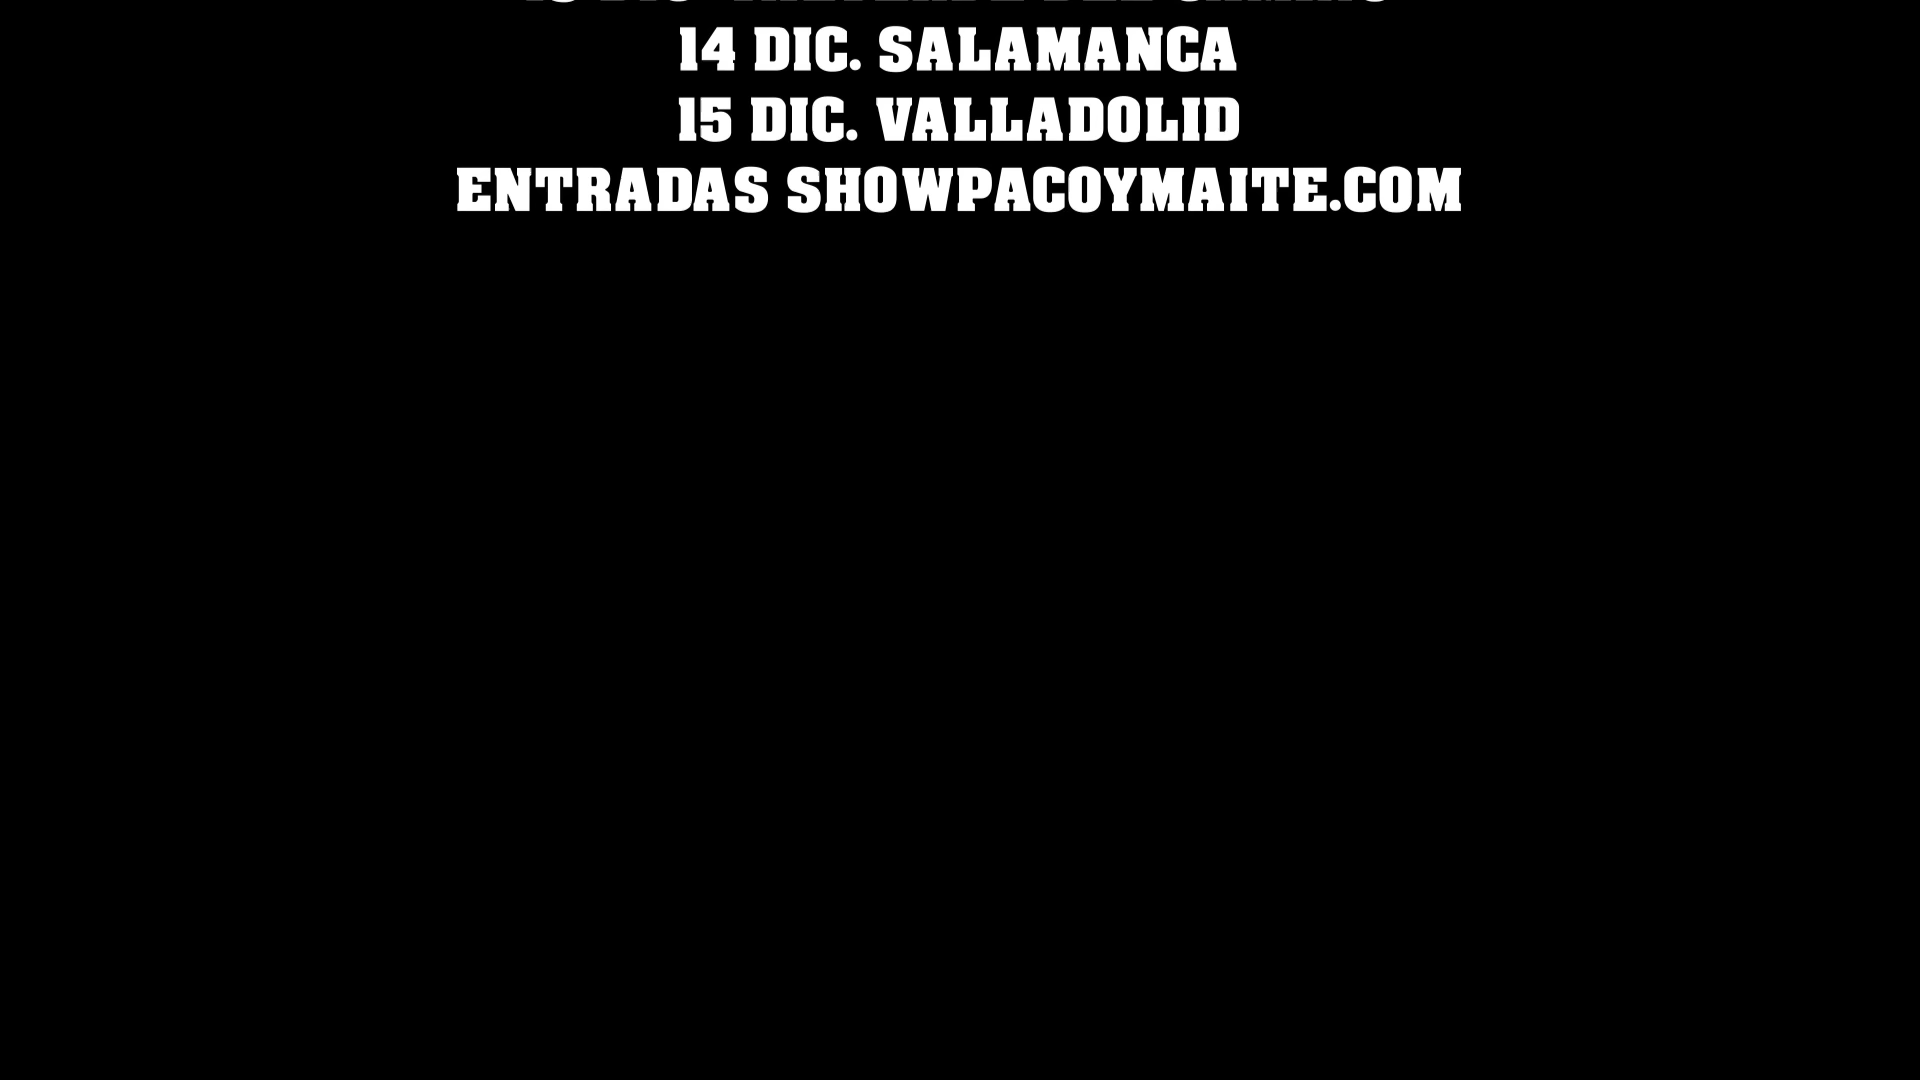 14 DIC. SALAMANCA
15 DIC. VALLADOLID
ENTRADAS SHOWPACOYMAITE.COM